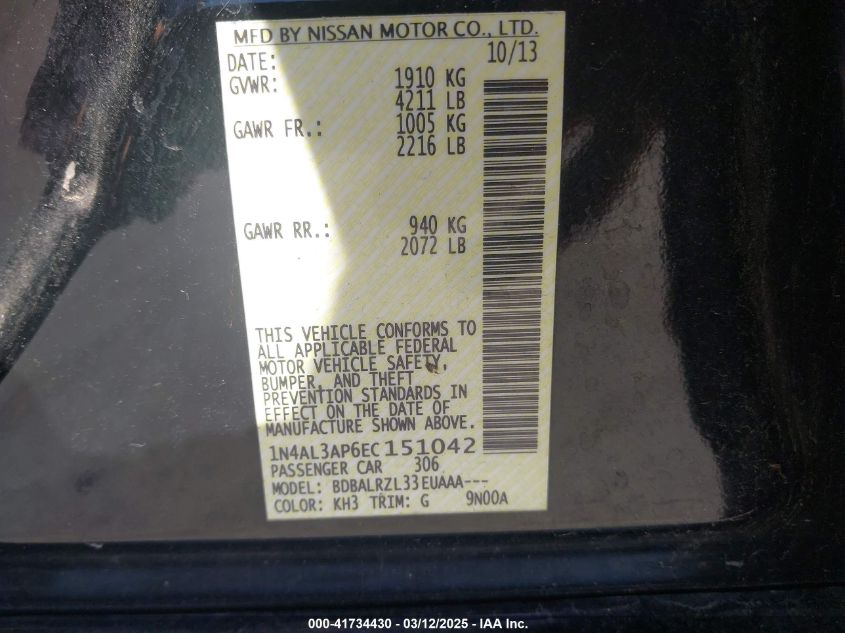 MFD BY NISSAN MOTOR CO., LTD.
DATE: 10/13
GVWR: 1910 KG
4211 LB
GAWR FR.: 1005 KG
2216 LB
GAWR RR.: 940 KG
2072 LB
THIS VEHICLE CONFORMS TO
ALL APPLICABLE FEDERAL
MOTOR VEHICLE SAFETY,
BUMPER, AND THEFT
PREVENTION STANDARDS IN
EFFECT ON THE DATE OF
MANUFACTURE SHOWN ABOVE.
1N4AL3AP6EC151042
PASSENGER CAR 306
MODEL: BDBALRZL33EUAAA---
COLOR: KH3 TRIM: G 9N00A
000-41734430 - 03/12/2025 - IAA Inc.